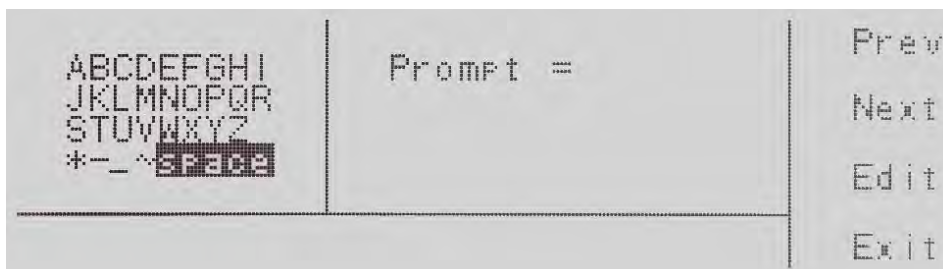 ABCDEFGHI
JKLMNOPQR
STUVWXYZ
*-_~space
Prompt =
Prev
Next
Edit
Exit